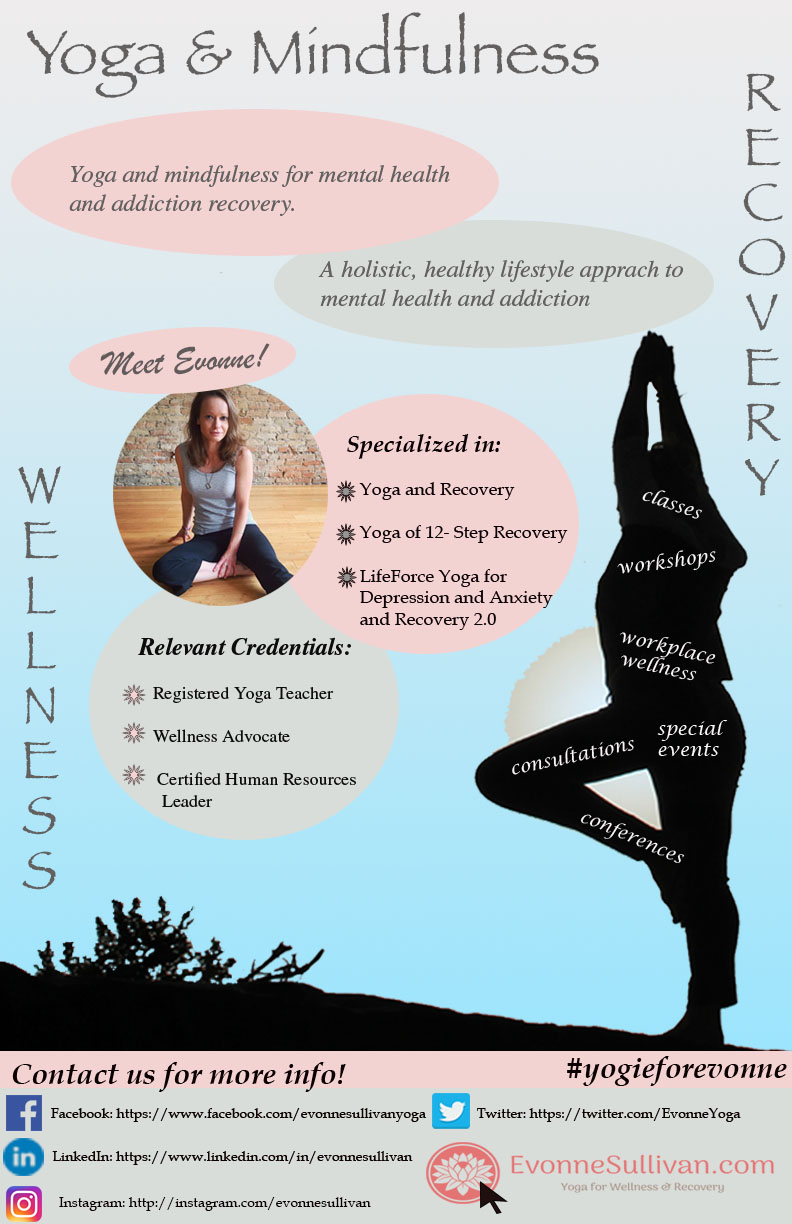 Yoga & Mindfulness
RECOVERY
Yoga and mindfulness for mental health
and addiction recovery.
A holistic, healthy lifestyle apprach to
mental health and addiction
Meet Evonne!
WELLNESS
Specialized in:
Yoga and Recovery
Yoga of 12- Step Recovery
LifeForce Yoga for
Depression and Anxiety
and Recovery 2.0
Relevant Credentials:
Registered Yoga Teacher
Wellness Advocate
Certified Human Resources
Leader
classes
workshops
workplace
wellness
special
events
consultations
conferences
Contact us for more info!
#yogieforevonne
Facebook: https://www.facebook.com/evonnesullivanyoga
Twitter: https://twitter.com/EvonneYoga
LinkedIn: https://www.linkedin.com/in/evonnesullivan
EvonneSullivan.com
Yoga for Wellness & Recovery
Instagram: http://instagram.com/evonnesullivan